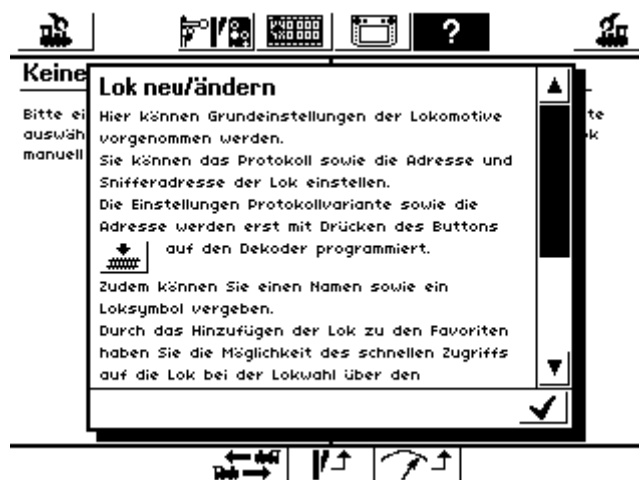 ?
Keine
Lok neu/ändern
Bitte ei
te
auswäh
ok
manuell
Hier können Grundeinstellungen der Lokomotive
vorgenommen werden.
Sie können das Protokoll sowie die Adresse und
Snifferadresse der Lok einstellen.
Die Einstellungen Protokollvariante sowie die
Adresse werden erst mit Drücken des Buttons
auf den Dekoder programmiert.
Zudem können Sie einen Namen sowie ein
Loksymbol vergeben.
Durch das Hinzufügen der Lok zu den Favoriten
haben Sie die Möglichkeit des schnellen Zugriffs
auf die Lok bei der Lokwahl über den